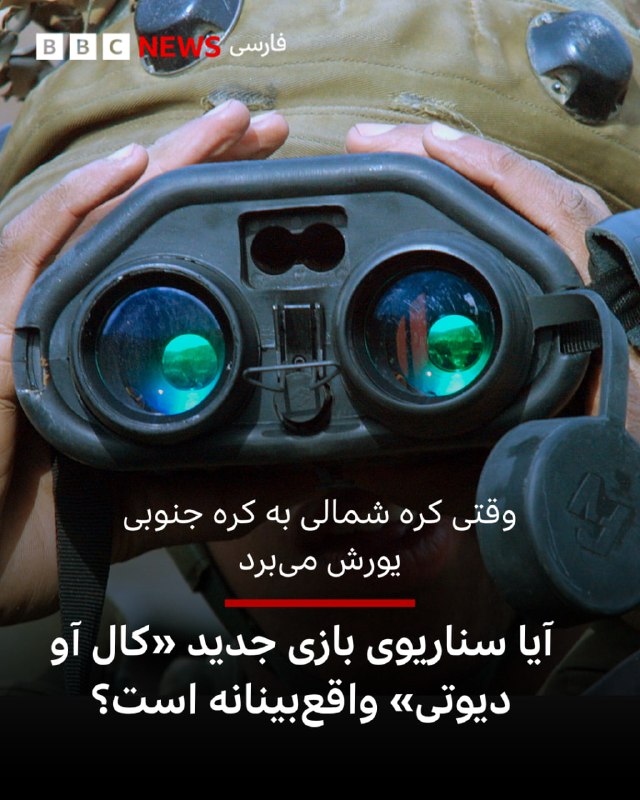 BBC NEWS فارسی
وقتی کره شمالی به کره جنوبی
یورش می‌برد
آیا سناریوی بازی جدید «کال آو
دیوتی» واقع‌بینانه است؟